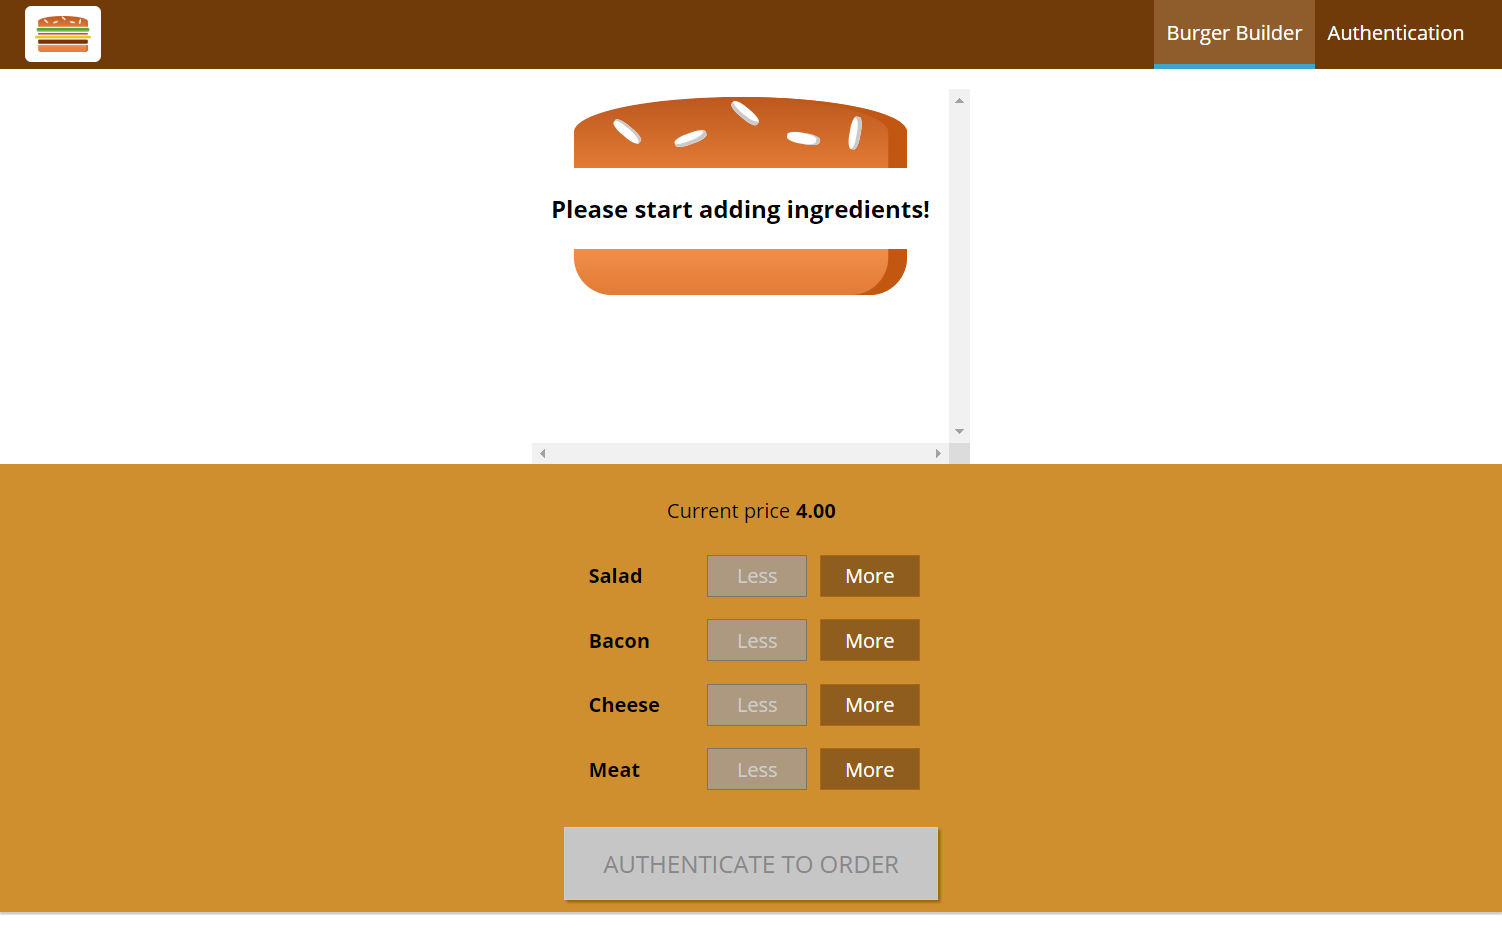 Burger Builder Authentication
Please start adding ingredients!
Current price 4.00
Salad Less More
Bacon Less More
Cheese Less More
Meat Less More
AUTHENTICATE TO ORDER